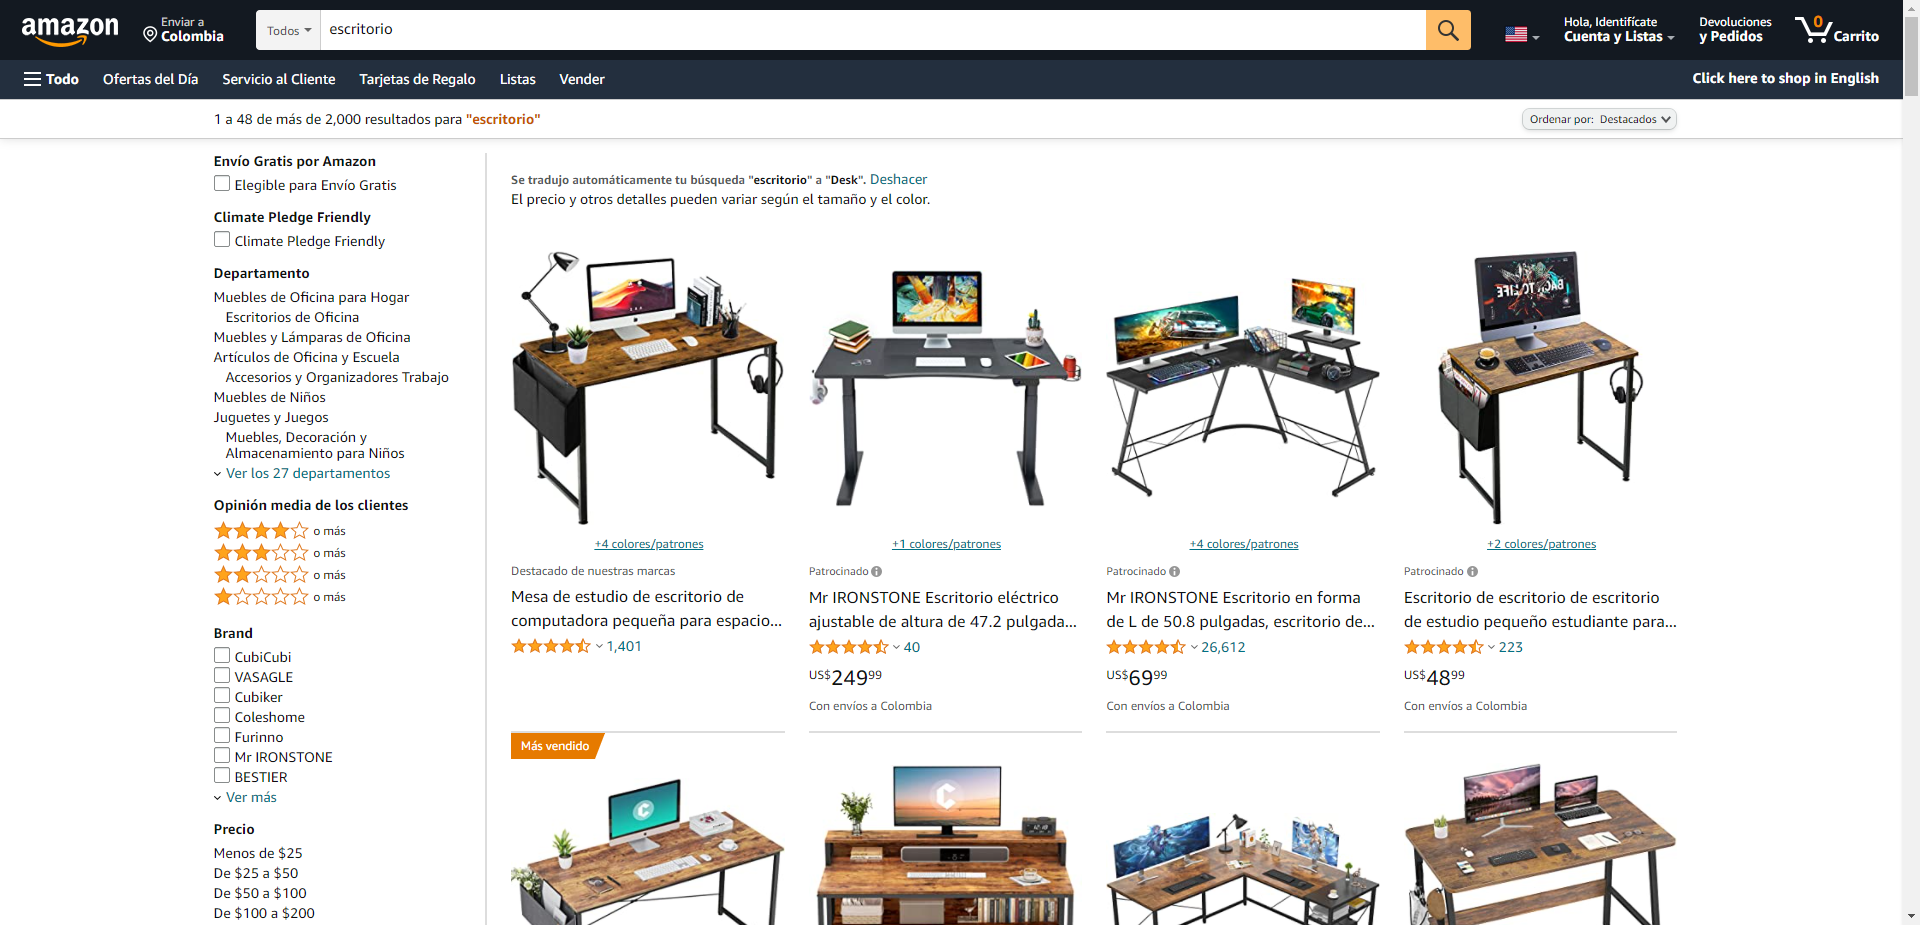 amazon
Enviar a
Colombia
Todos
escritorio
Hola, Identifícate
Cuenta y Listas
Devoluciones
y Pedidos
0
Carrito
Todo
Ofertas del Día
Servicio al Cliente
Tarjetas de Regalo
Listas
Vender
Click here to shop in English
1 a 48 de más de 2,000 resultados para "escritorio"
Ordenar por: Destacados
Envío Gratis por Amazon
Elegible para Envío Gratis
Climate Pledge Friendly
Climate Pledge Friendly
Departamento
Muebles de Oficina para Hogar
Escritorios de Oficina
Muebles y Lámparas de Oficina
Artículos de Oficina y Escuela
Accesorios y Organizadores Trabajo
Muebles de Niños
Juguetes y Juegos
Muebles, Decoración y
Almacenamiento para Niños
Ver los 27 departamentos
Opinión media de los clientes
o más
o más
o más
o más
Brand
CubiCubi
VASAGLE
Cubiker
Coleshome
Furinno
Mr IRONSTONE
BESTIER
Ver más
Precio
Menos de $25
De $25 a $50
De $50 a $100
De $100 a $200
Se tradujo automáticamente tu búsqueda "escritorio" a "Desk". Deshacer
El precio y otros detalles pueden variar según el tamaño y el color.
+4 colores/patrones
Destacado de nuestras marcas
Mesa de estudio de escritorio de
computadora pequeña para espacio...
1,401
+1 colores/patrones
Patrocinado
Mr IRONSTONE Escritorio eléctrico
ajustable de altura de 47.2 pulgada...
40
US$24999
Con envíos a Colombia
+4 colores/patrones
Patrocinado
Mr IRONSTONE Escritorio en forma
de L de 50.8 pulgadas, escritorio de...
26,612
US$6999
Con envíos a Colombia
BACK TO LIFE
+2 colores/patrones
Patrocinado
Escritorio de escritorio de escritorio
de estudio pequeño estudiante para...
223
US$4899
Con envíos a Colombia
Más vendido